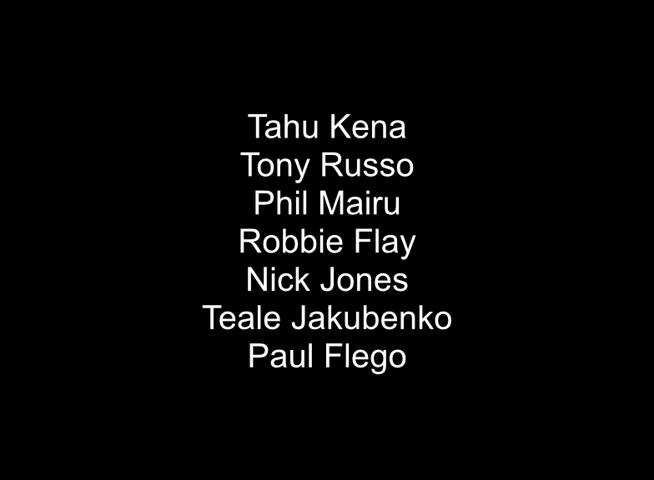 Tahu Kena
Tony Russo
Phil Mairu
Robbie Flay
Nick Jones
Teale Jakubenko
Paul Flego